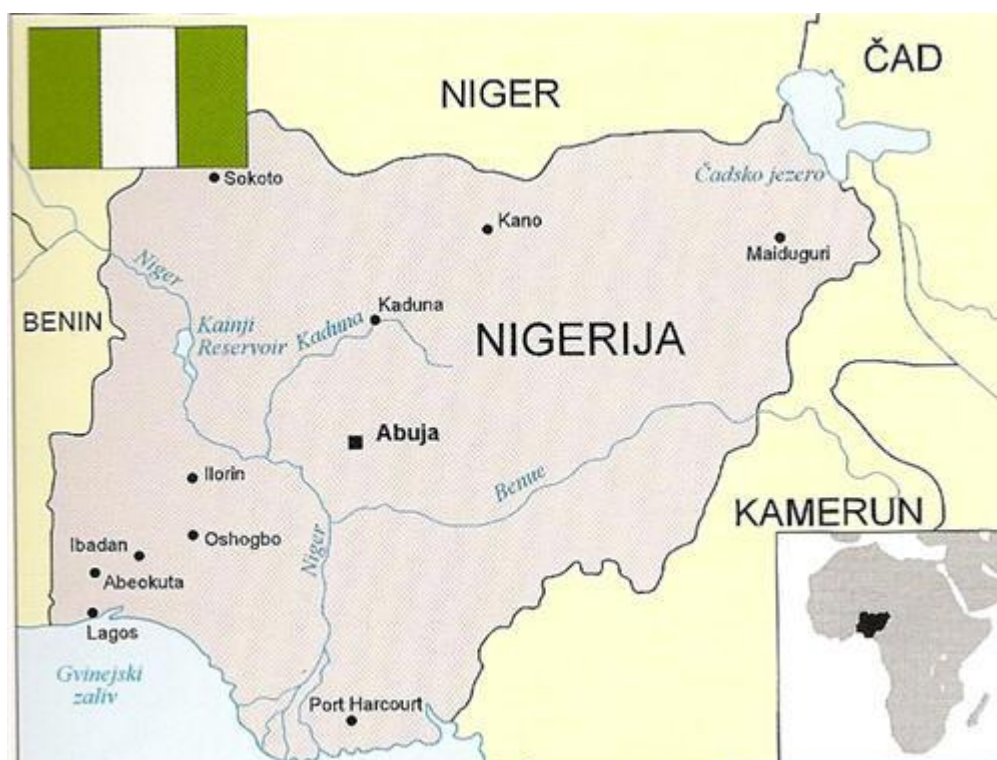 NIGER
ČAD
Sokoto
Čadsko jezero
Kano
Maiduguri
Niger
BENIN
Kainji
Reservoir
Kaduna
Kaduna
NIGERIJA
Abuja
Ilorin
Benue
KAMERUN
Niger
Oshogbo
Ibadan
Abeokuta
Lagos
Gvinejski
zaliv
Port Harcourt